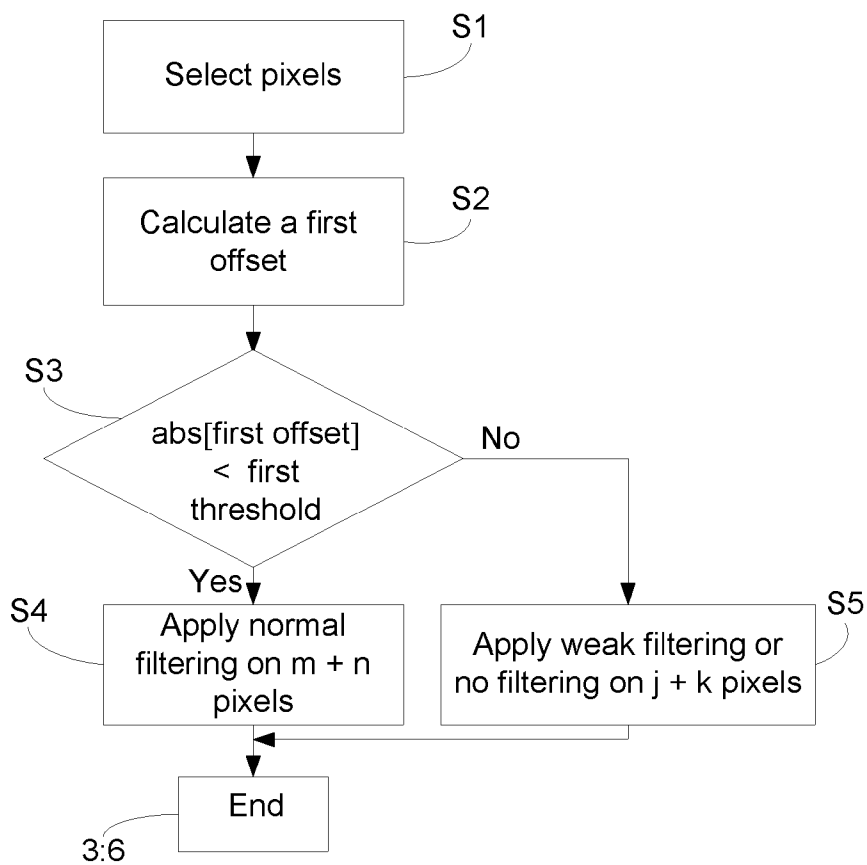 S1
Select pixels
S2
Calculate a first
offset
S3
abs[first offset]
< first
threshold
No
Yes
S4
Apply normal
filtering on m + n
pixels
S5
Apply weak filtering or
no filtering on j + k pixels
End
3:6